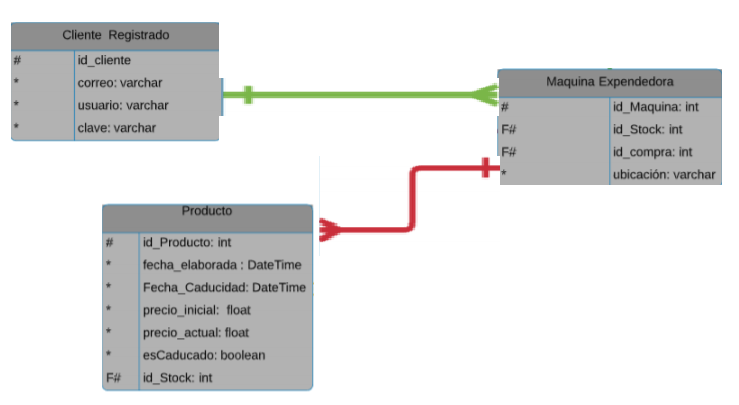 Cliente Registrado
# id_cliente
* correo: varchar
* usuario: varchar
* clave: varchar
Maquina Expendedora
# id_Maquina: int
F# id_Stock: int
F# id_compra: int
* ubicación: varchar
Producto
# id_Producto: int
* fecha_elaborada : DateTime
* Fecha_Caducidad: DateTime
* precio_inicial: float
* precio_actual: float
* esCaducado: boolean
F# id_Stock: int